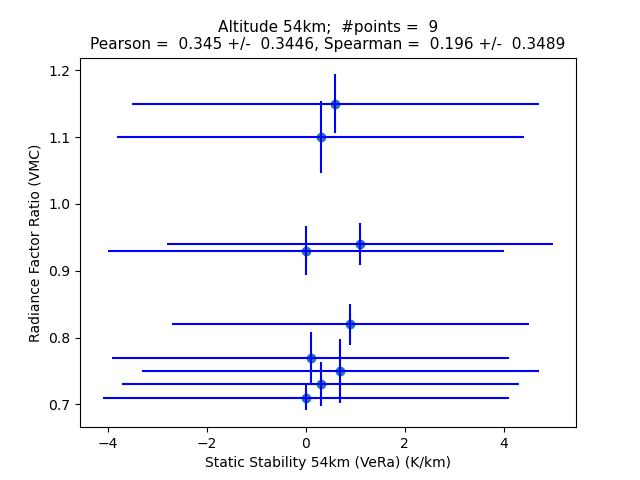 Altitude 54km;  #points =  9
Pearson =  0.345 +/-  0.3446, Spearman =  0.196 +/-  0.3489
1.2
1.1
1.0
0.9
0.8
0.7
Radiance Factor Ratio (VMC)
−4
−2
0
2
4
Static Stability 54km (VeRa) (K/km)